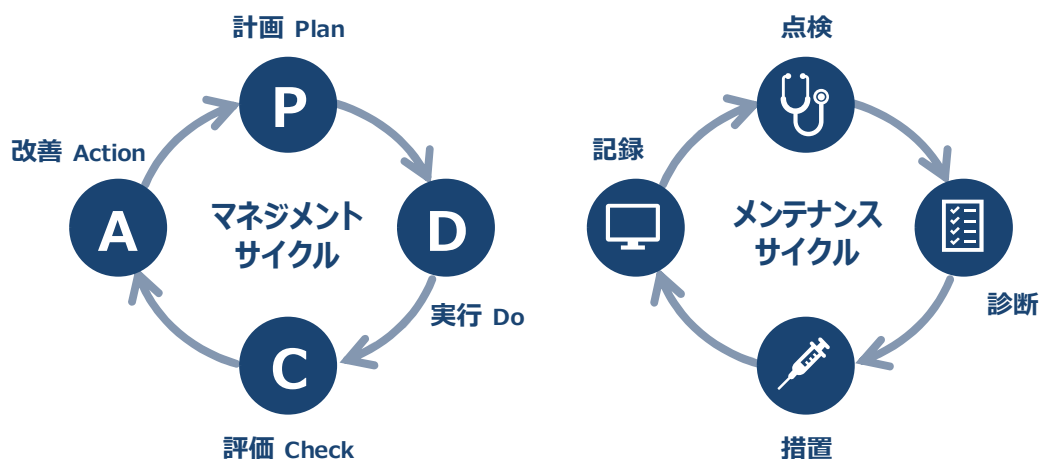 計画 Plan
P
改善 Action
A
マネジメント
サイクル
D
実行 Do
C
評価 Check
点検
記録
メンテナンス
サイクル
診断
措置